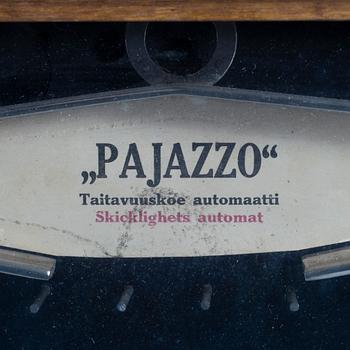 „PAJAZZO“
Taitavuuskoe automaatti
Skicklighets automat